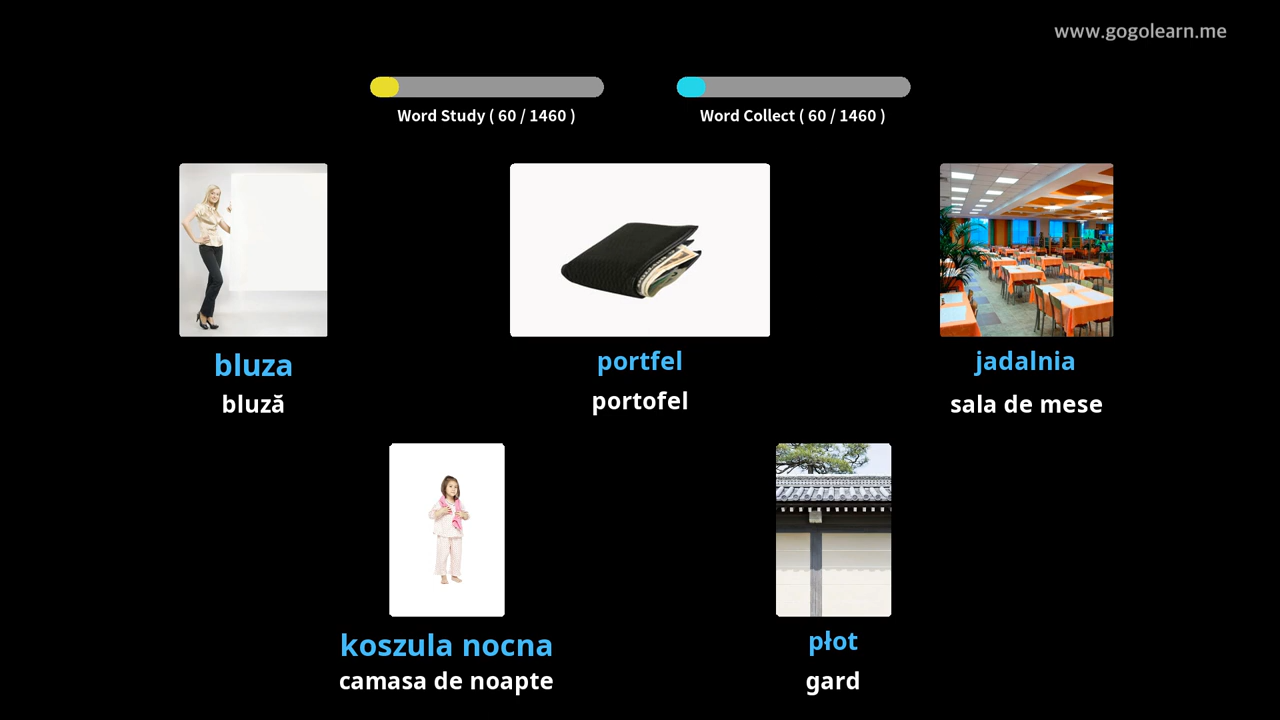 www.gogolearn.me
Word Study ( 60 / 1460 )
Word Collect ( 60 / 1460 )
bluza
bluză
portfel
portofel
jadalnia
sala de mese
koszula nocna
camasa de noapte
płot
gard